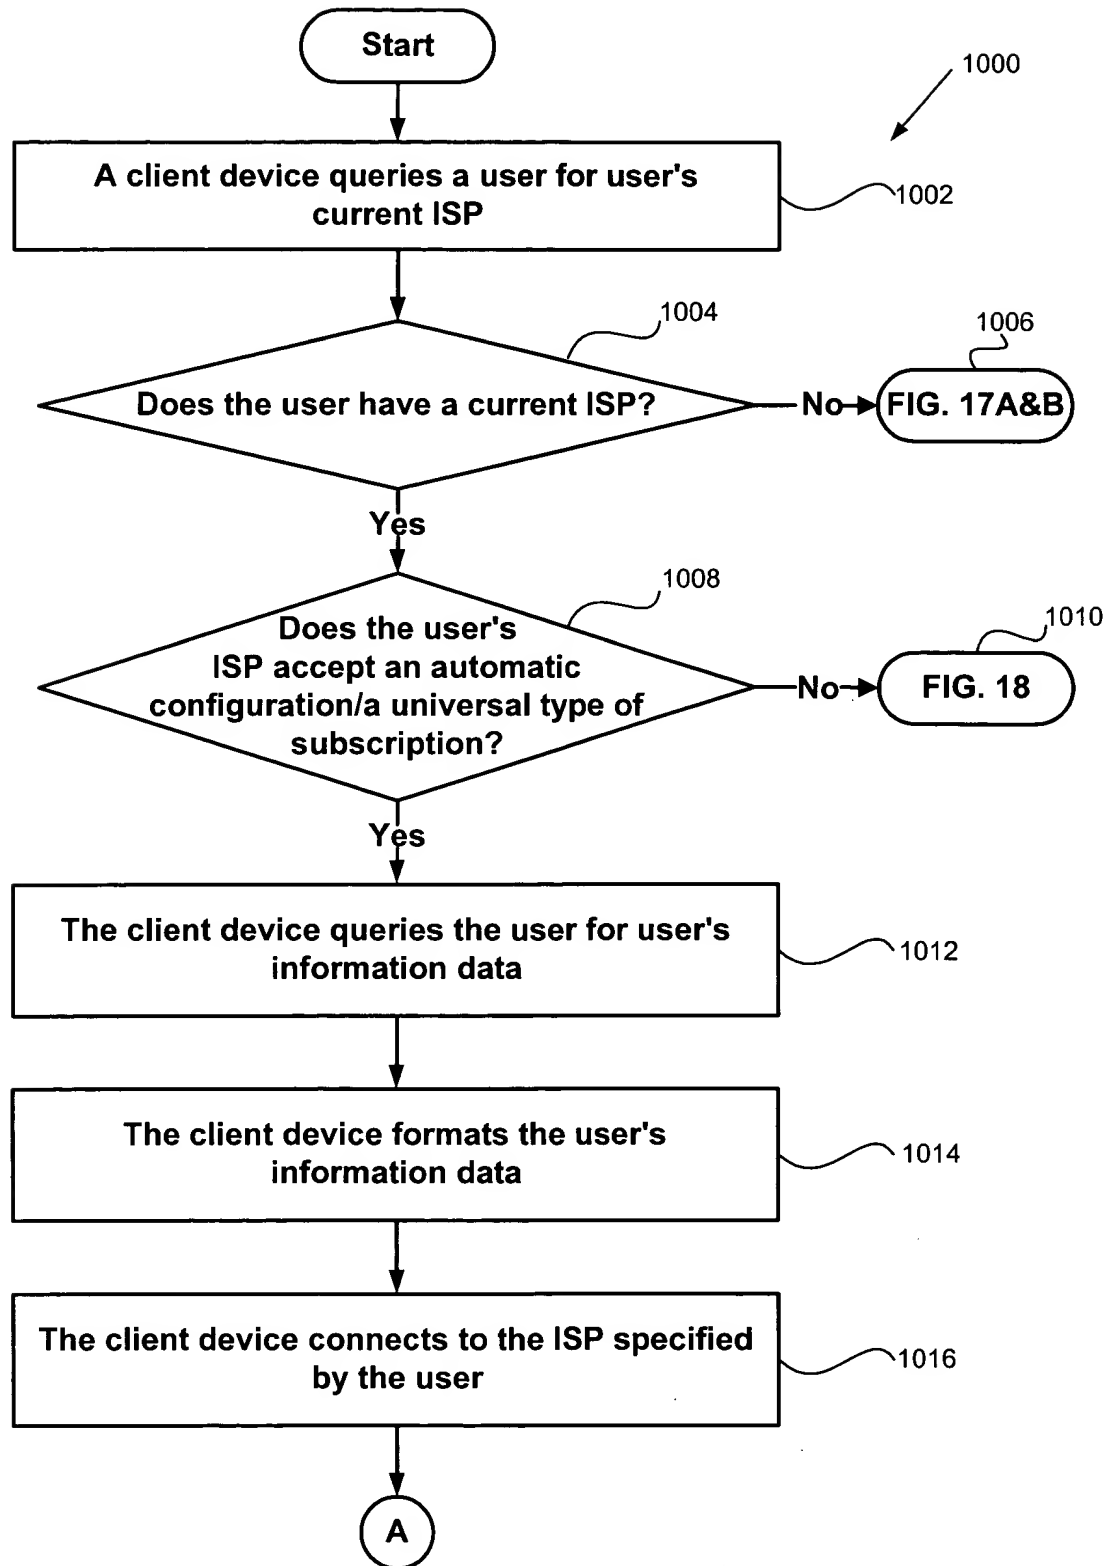 Start
1000
A client device queries a user for user's
current ISP
1002
1004
Does the user have a current ISP?
No
1006
FIG. 17A&B
Yes
1008
Does the user's
ISP accept an automatic
configuration/a universal type of
subscription?
No
1010
FIG. 18
Yes
The client device queries the user for user's
information data
1012
The client device formats the user's
information data
1014
The client device connects to the ISP specified
by the user
1016
A